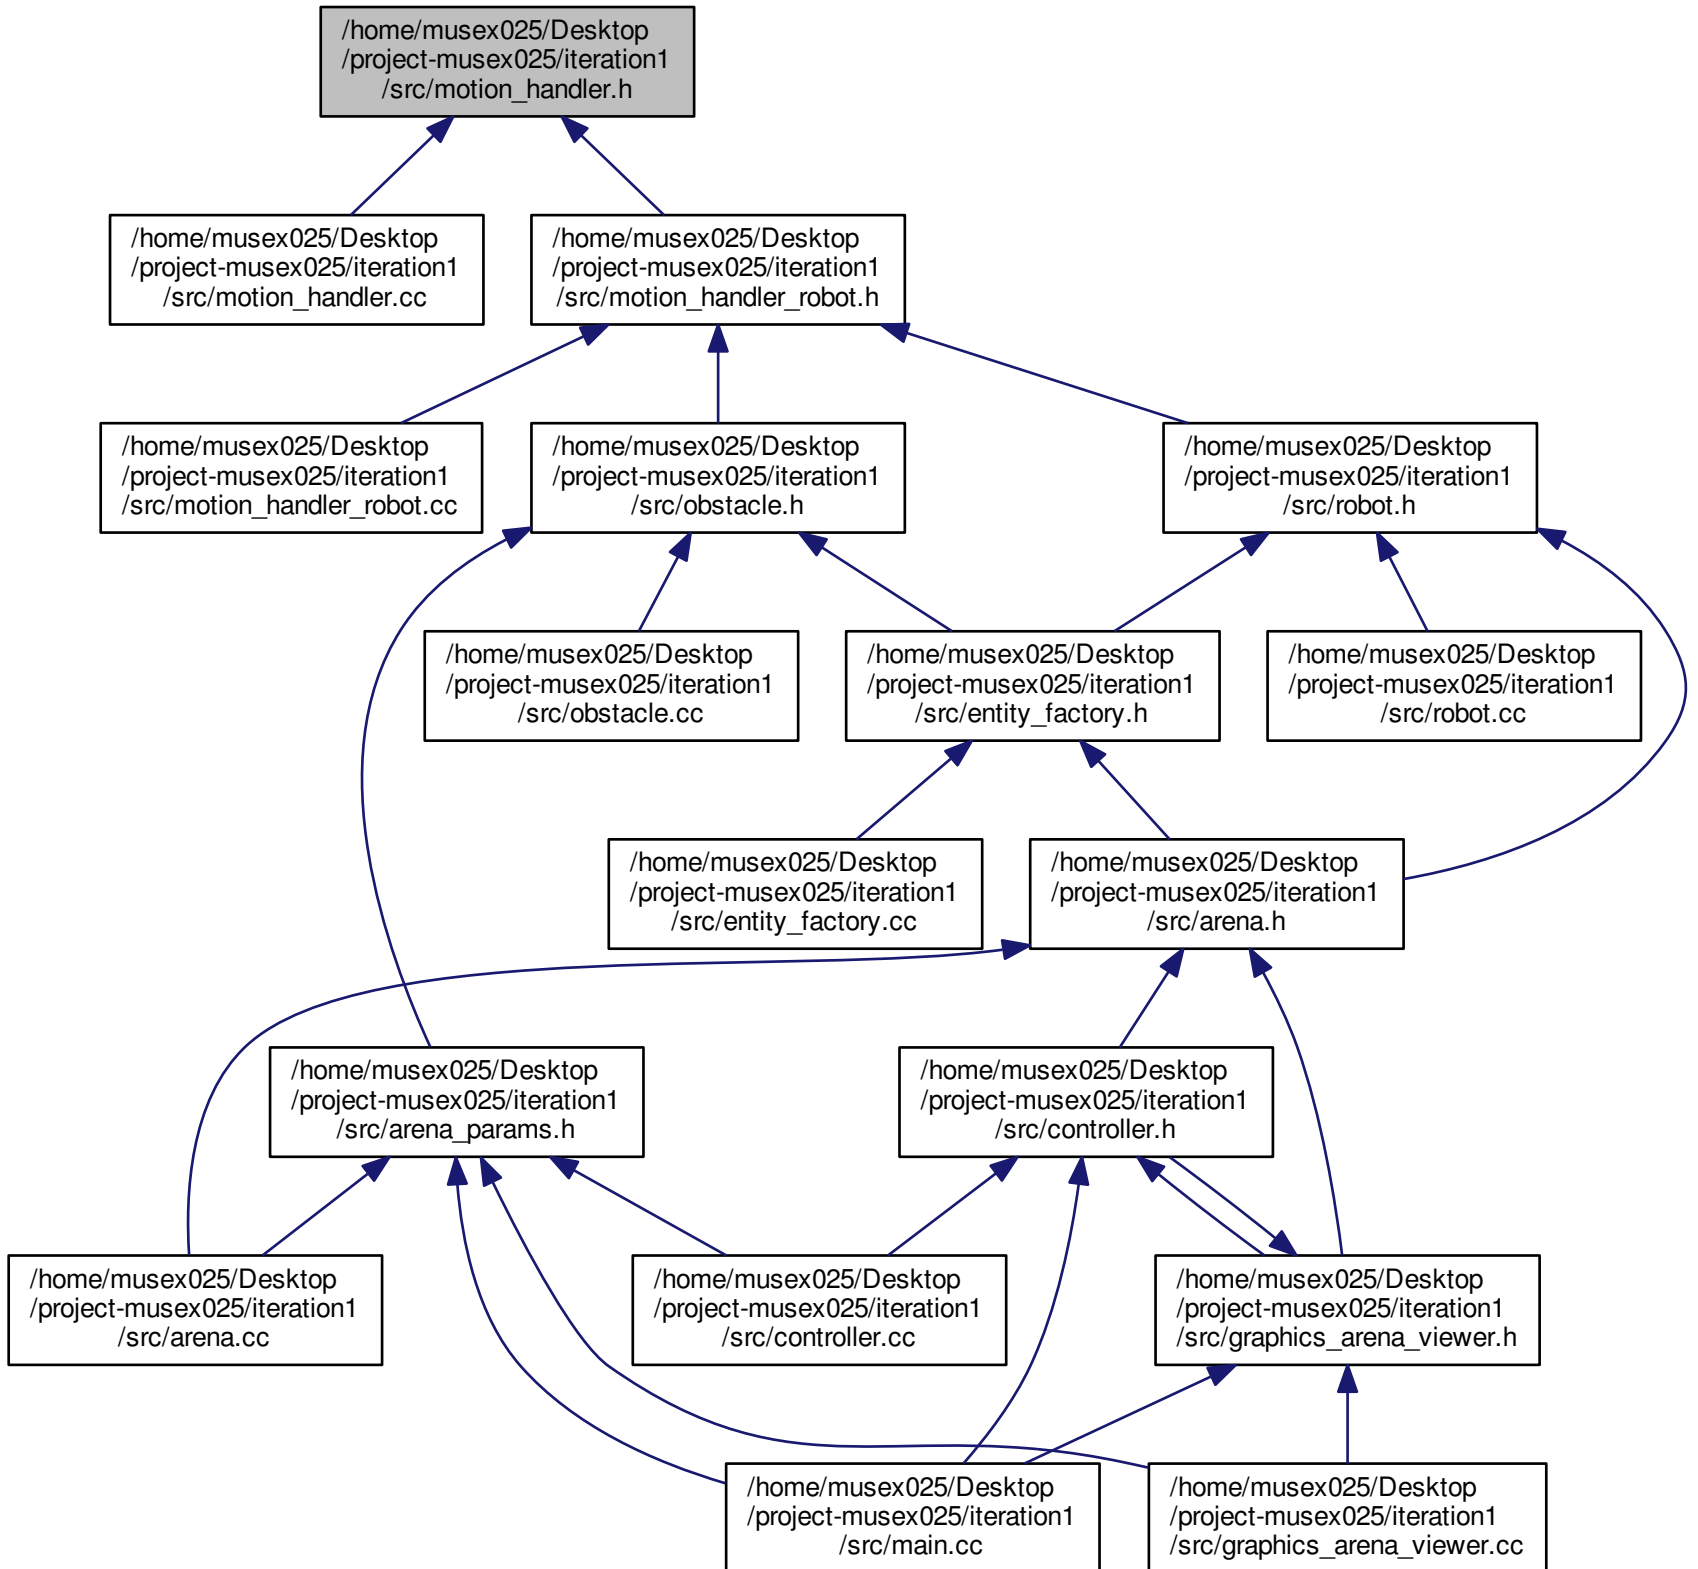 /home/musex025/Desktop
/project-musex025/iteration1
/src/motion_handler.h
/home/musex025/Desktop
/project-musex025/iteration1
/src/motion_handler.cc
/home/musex025/Desktop
/project-musex025/iteration1
/src/motion_handler_robot.h
/home/musex025/Desktop
/project-musex025/iteration1
/src/motion_handler_robot.cc
/home/musex025/Desktop
/project-musex025/iteration1
/src/obstacle.h
/home/musex025/Desktop
/project-musex025/iteration1
/src/robot.h
/home/musex025/Desktop
/project-musex025/iteration1
/src/obstacle.cc
/home/musex025/Desktop
/project-musex025/iteration1
/src/entity_factory.h
/home/musex025/Desktop
/project-musex025/iteration1
/src/robot.cc
/home/musex025/Desktop
/project-musex025/iteration1
/src/entity_factory.cc
/home/musex025/Desktop
/project-musex025/iteration1
/src/arena.h
/home/musex025/Desktop
/project-musex025/iteration1
/src/arena_params.h
/home/musex025/Desktop
/project-musex025/iteration1
/src/controller.h
/home/musex025/Desktop
/project-musex025/iteration1
/src/arena.cc
/home/musex025/Desktop
/project-musex025/iteration1
/src/controller.cc
/home/musex025/Desktop
/project-musex025/iteration1
/src/graphics_arena_viewer.h
/home/musex025/Desktop
/project-musex025/iteration1
/src/main.cc
/home/musex025/Desktop
/project-musex025/iteration1
/src/graphics_arena_viewer.cc